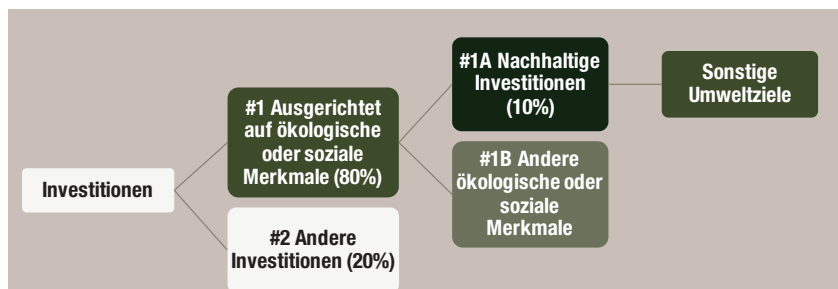 Investitionen
#1 Ausgerichtet
auf ökologische
oder soziale
Merkmale (80%)
#2 Andere
Investitionen (20%)
#1A Nachhaltige
Investitionen
(10%)
#1B Andere
ökologische oder
soziale
Merkmale
Sonstige
Umweltziele